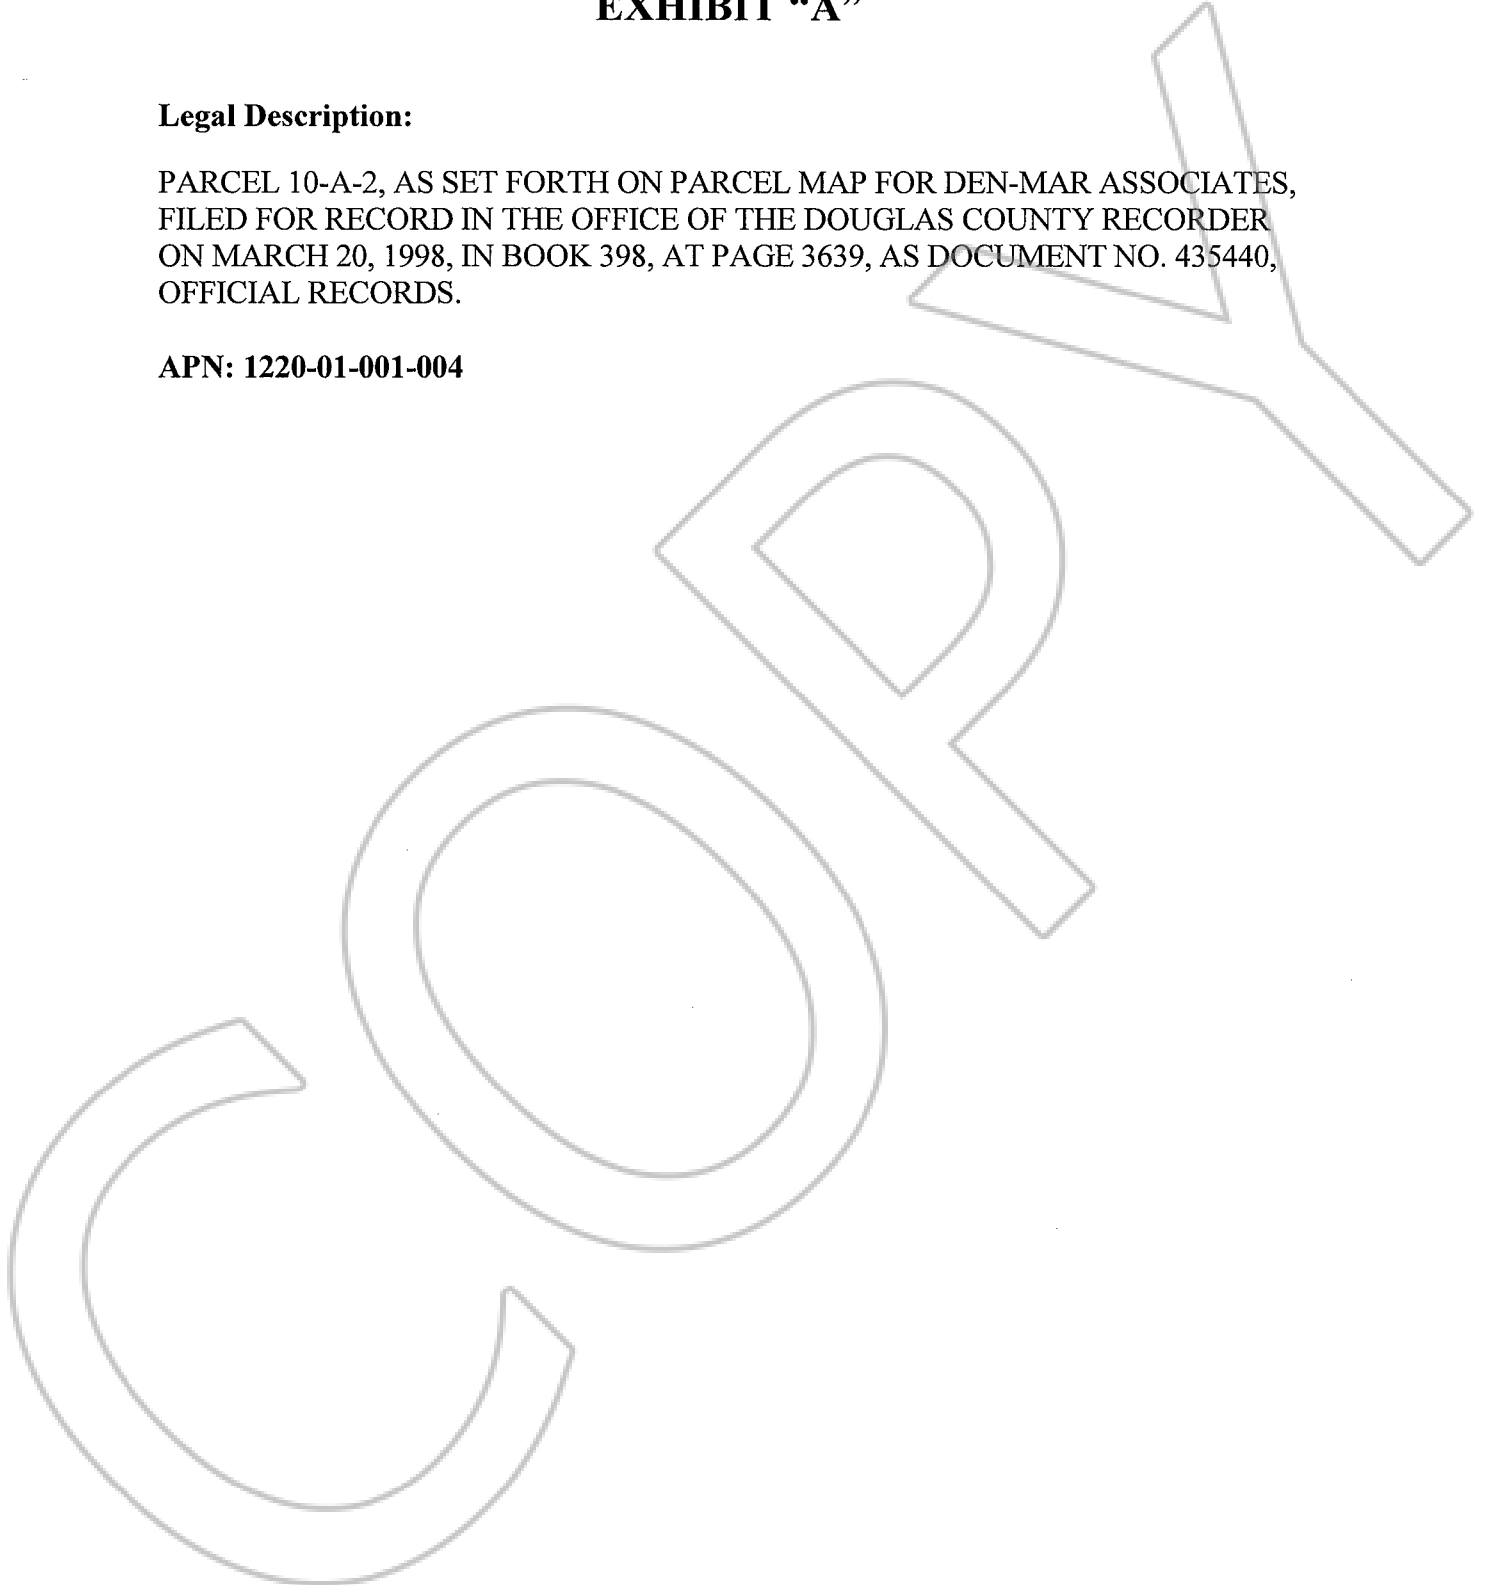 EXHIBIT “A”
Legal Description:
PARCEL 10-A-2, AS SET FORTH ON PARCEL MAP FOR DEN-MAR ASSOCIATES,
FILED FOR RECORD IN THE OFFICE OF THE DOUGLAS COUNTY RECORDER
ON MARCH 20, 1998, IN BOOK 398, AT PAGE 3639, AS DOCUMENT NO. 435440,
OFFICIAL RECORDS.
APN: 1220-01-001-004
COPY